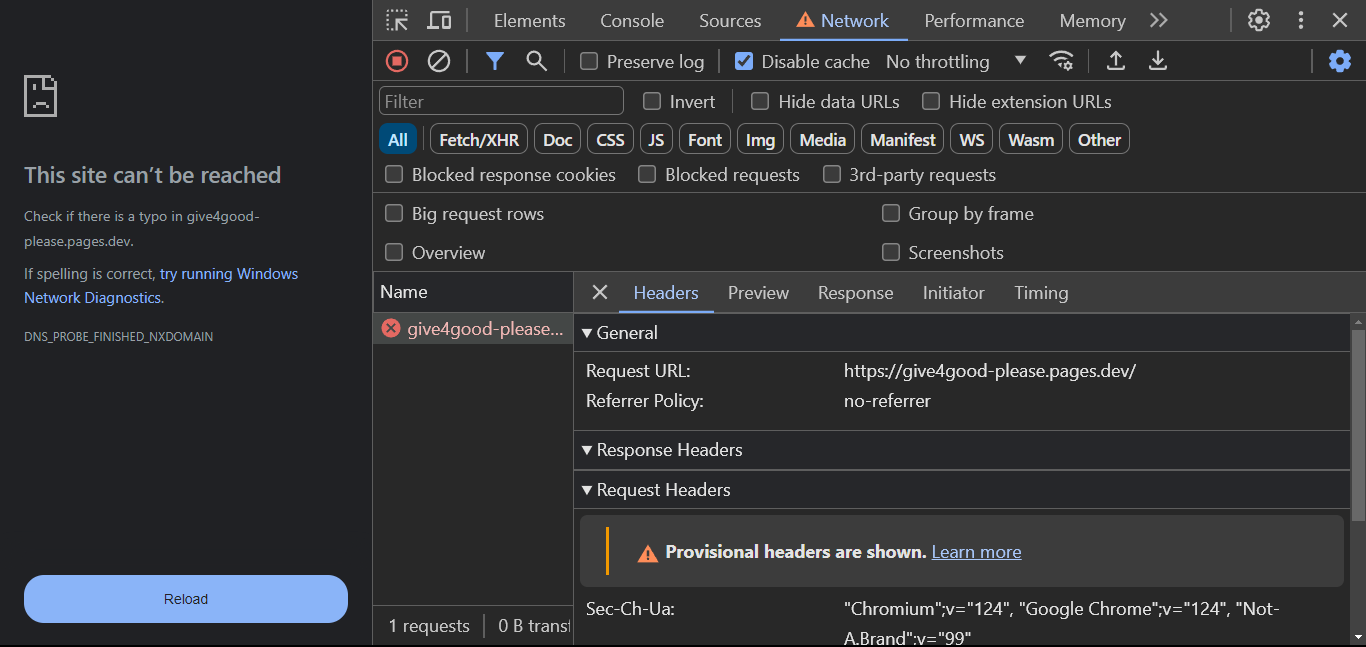 This site can’t be reached
Check if there is a typo in give4good-
please.pages.dev.
If spelling is correct, try running Windows
Network Diagnostics.
DNS_PROBE_FINISHED_NXDOMAIN
Reload
Elements Console Sources Network Performance Memory
Preserve log Disable cache No throttling
Filter Invert Hide data URLs Hide extension URLs
All Fetch/XHR Doc CSS JS Font Img Media Manifest WS Wasm Other
Blocked response cookies Blocked requests 3rd-party requests
Big request rows Group by frame
Overview Screenshots
Name
give4good-please...
1 requests 0 B transf
Headers Preview Response Initiator Timing
General
Request URL: https://give4good-please.pages.dev/
Referrer Policy: no-referrer
Response Headers
Request Headers
Provisional headers are shown. Learn more
Sec-Ch-Ua: "Chromium";v="124", "Google Chrome";v="124", "Not-
A.Brand";v="99"